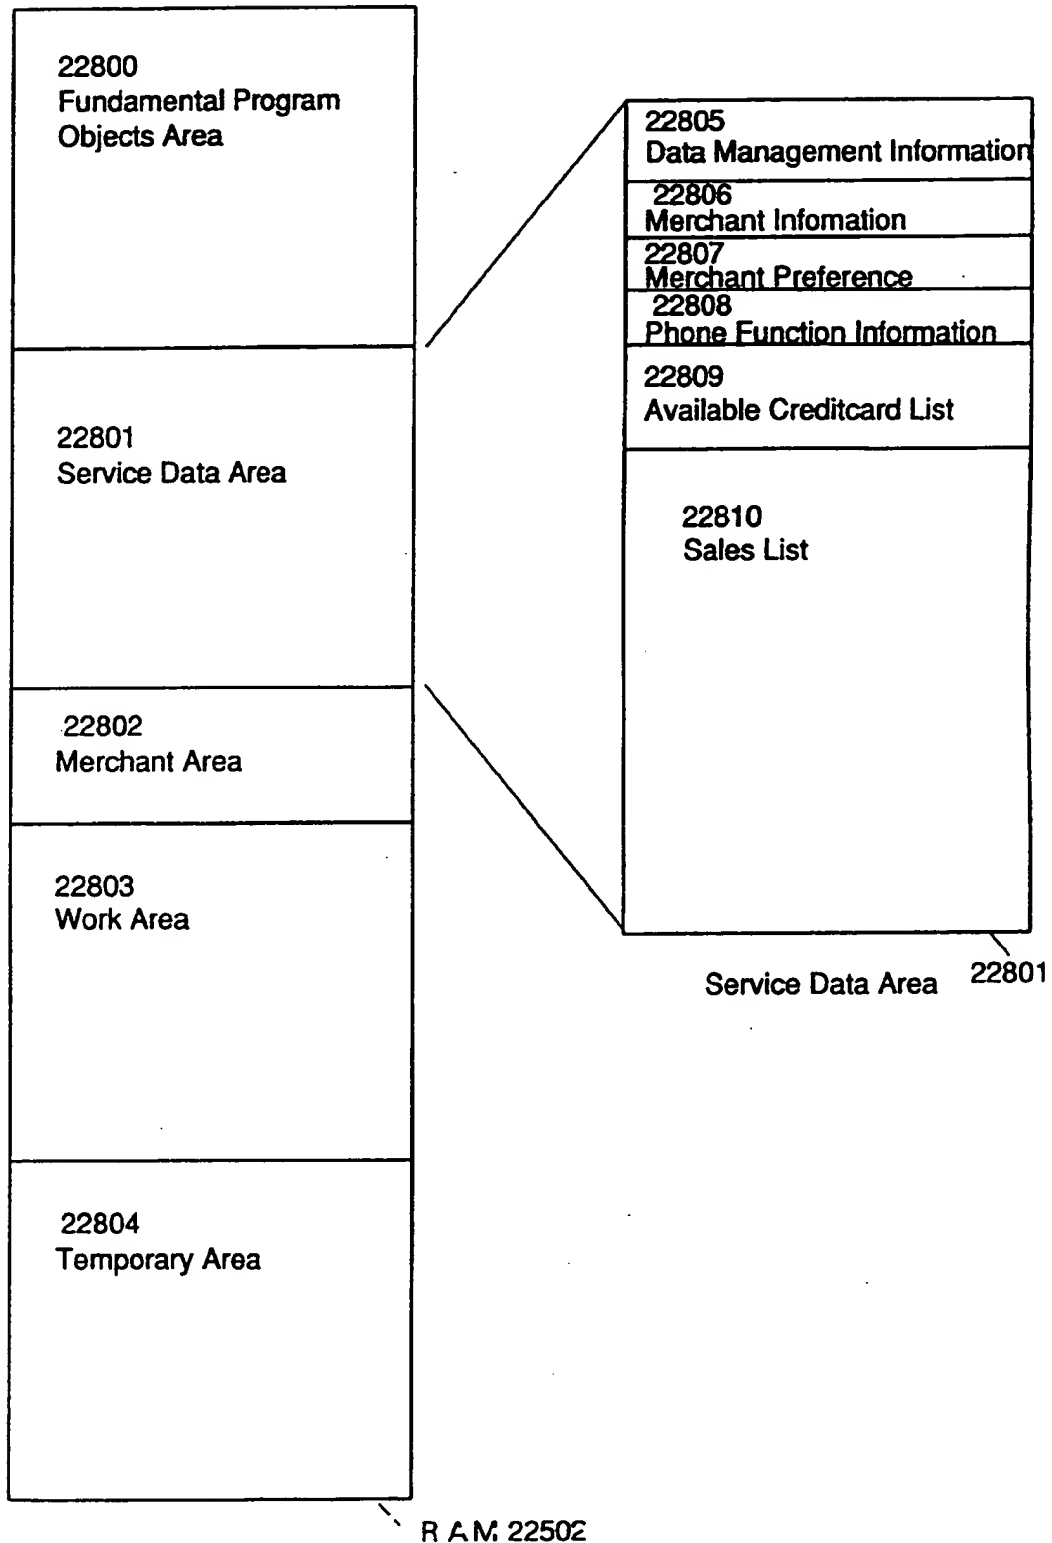 22800
Fundamental Program
Objects Area
22801
Service Data Area
22802
Merchant Area
22803
Work Area
22804
Temporary Area
RAM 22502
22805
Data Management Information
22806
Merchant Infomation
22807
Merchant Preference
22808
Phone Function Information
22809
Available Creditcard List
22810
Sales List
Service Data Area 22801